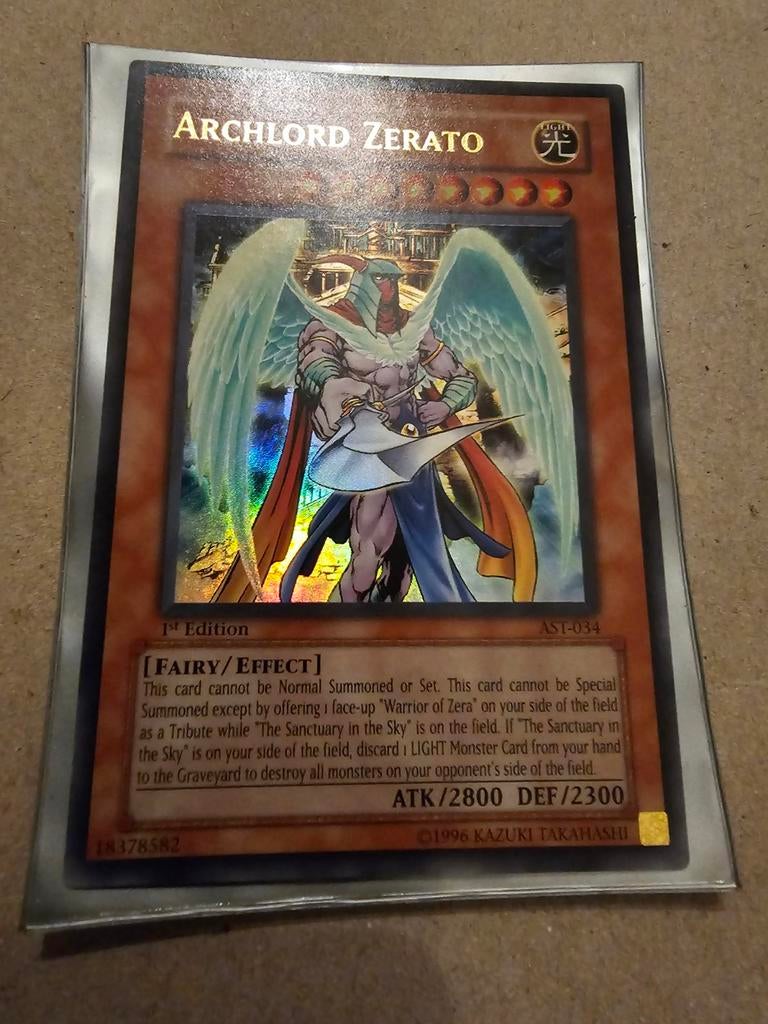 ARCHLORD ZERATO
LIGHT
光
1st Edition
AST-034
[FAIRY/EFFECT]
This card cannot be Normal Summoned or Set. This card cannot be Special
Summoned except by offering 1 face-up "Warrior of Zera" on your side of the field
as a Tribute while "The Sanctuary in the Sky" is on the field. If "The Sanctuary in
the Sky" is on your side of the field, discard 1 LIGHT Monster Card from your hand
to the Graveyard to destroy all monsters on your opponent's side of the field.
ATK/2800 DEF/2300
18378582
©1996 KAZUKI TAKAHASHI